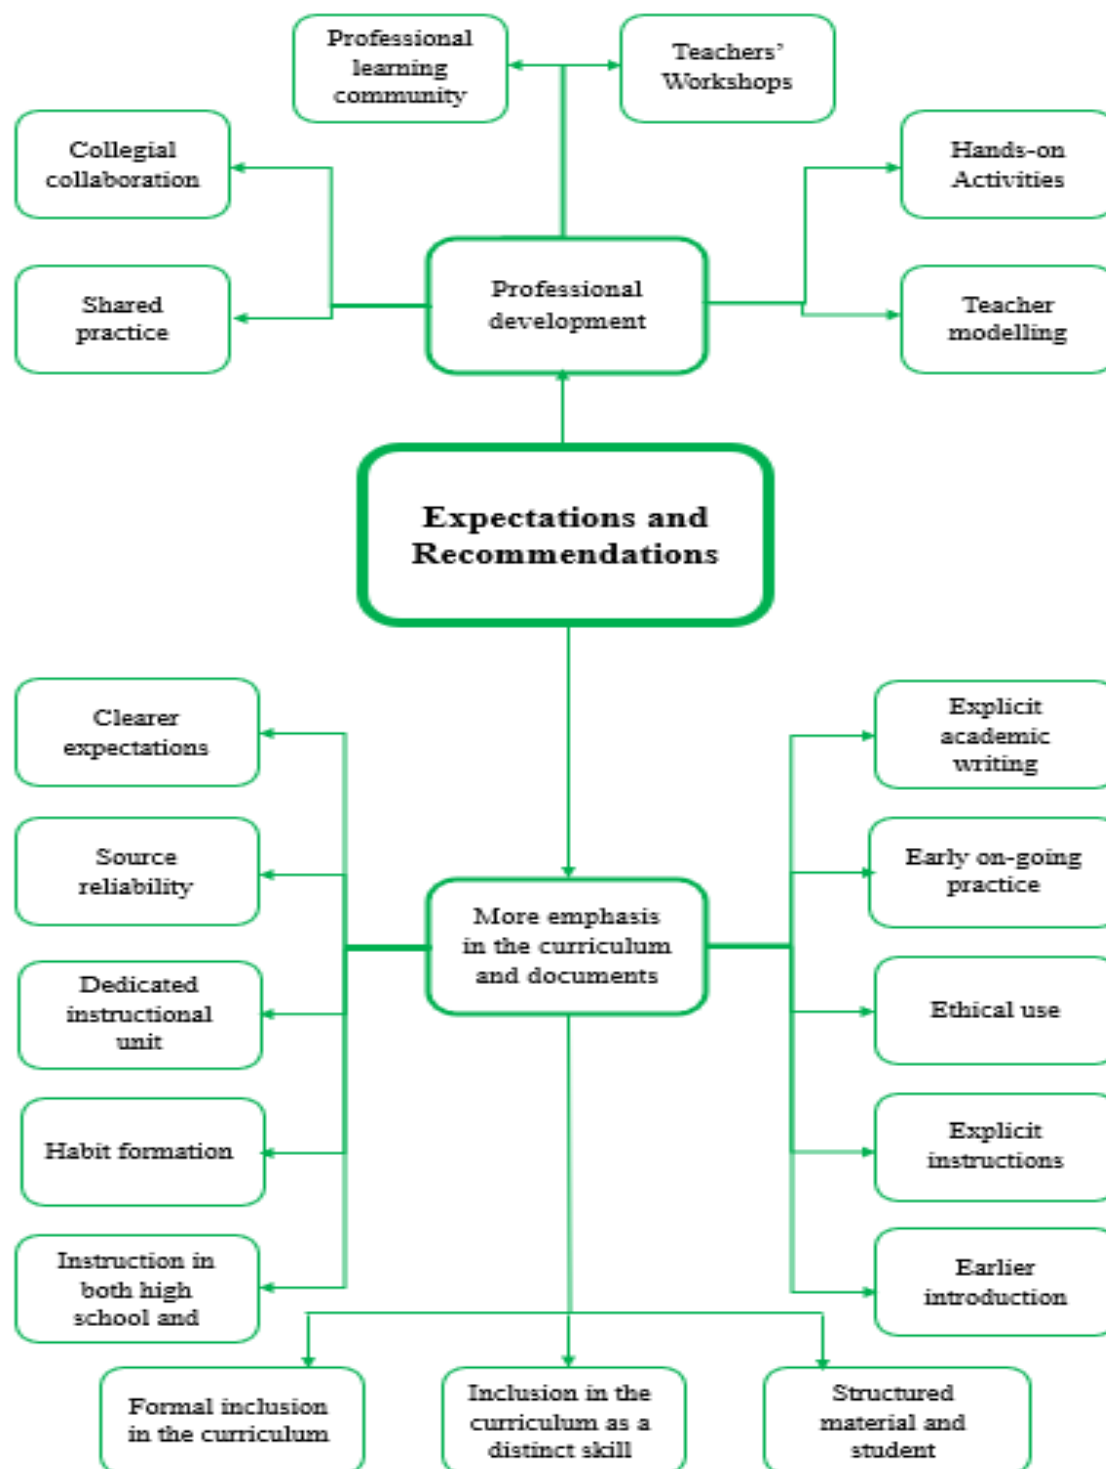 Professional
learning
community
Teachers’
Workshops
Collegial
collaboration
Hands-on
Activities
Shared
practice
Professional
development
Teacher
modelling
Expectations and
Recommendations
Clearer
expectations
Explicit
academic
writing
Source
reliability
Early on-going
practice
More emphasis
in the curriculum
and documents
Dedicated
instructional
unit
Ethical use
Habit formation
Explicit
instructions
Instruction in
both high
school and
Earlier
introduction
Formal inclusion
in the curriculum
Inclusion in the
curriculum as a
distinct skill
Structured
material and
student